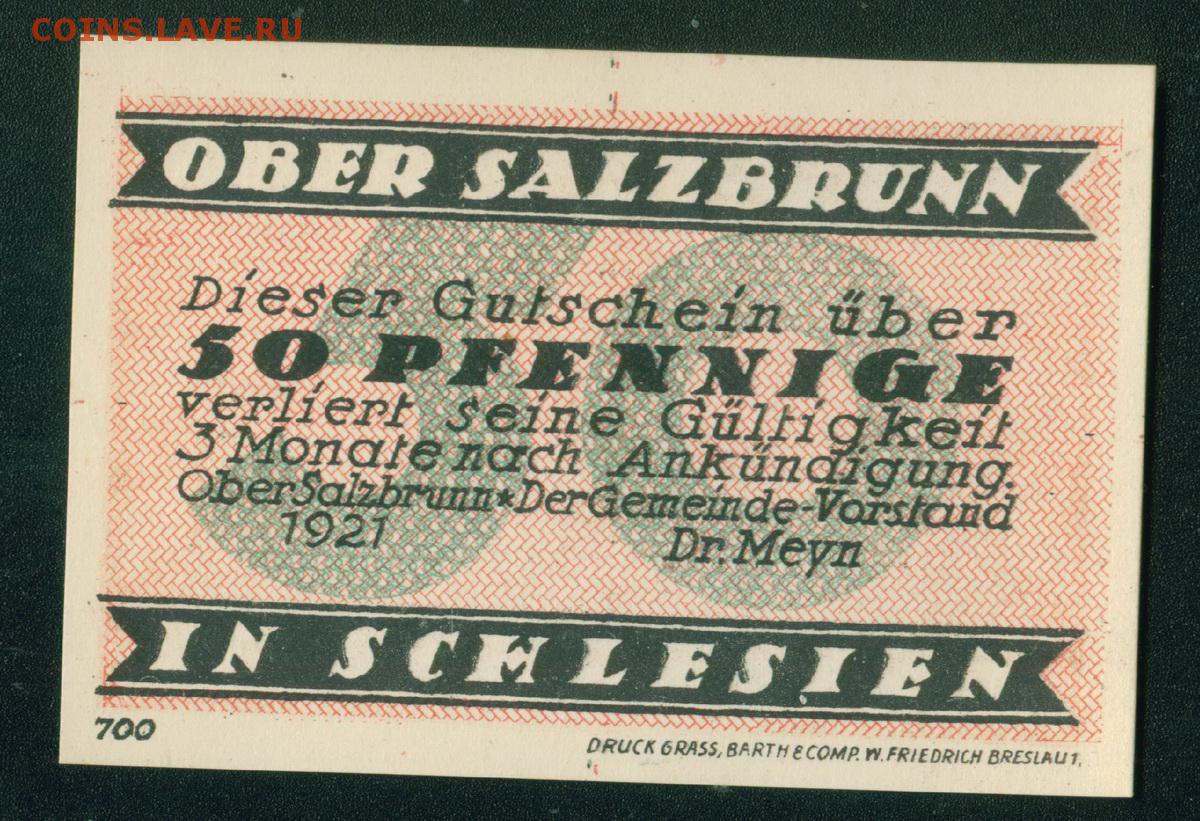 COINS.LAVE.RU
OBER SALZBRUNN
Dieser Gutschein über
50 PFENNIGE
verliert seine Gültigkeit
3 Monate nach Ankündigung.
Ober Salzbrunn * Der Gemeinde-Vorstand
1921 Dr. Meyn
IN SCHLESIEN
700
DRUCK GRASS, BARTH & COMP. W. FRIEDRICH BRESLAU 1.